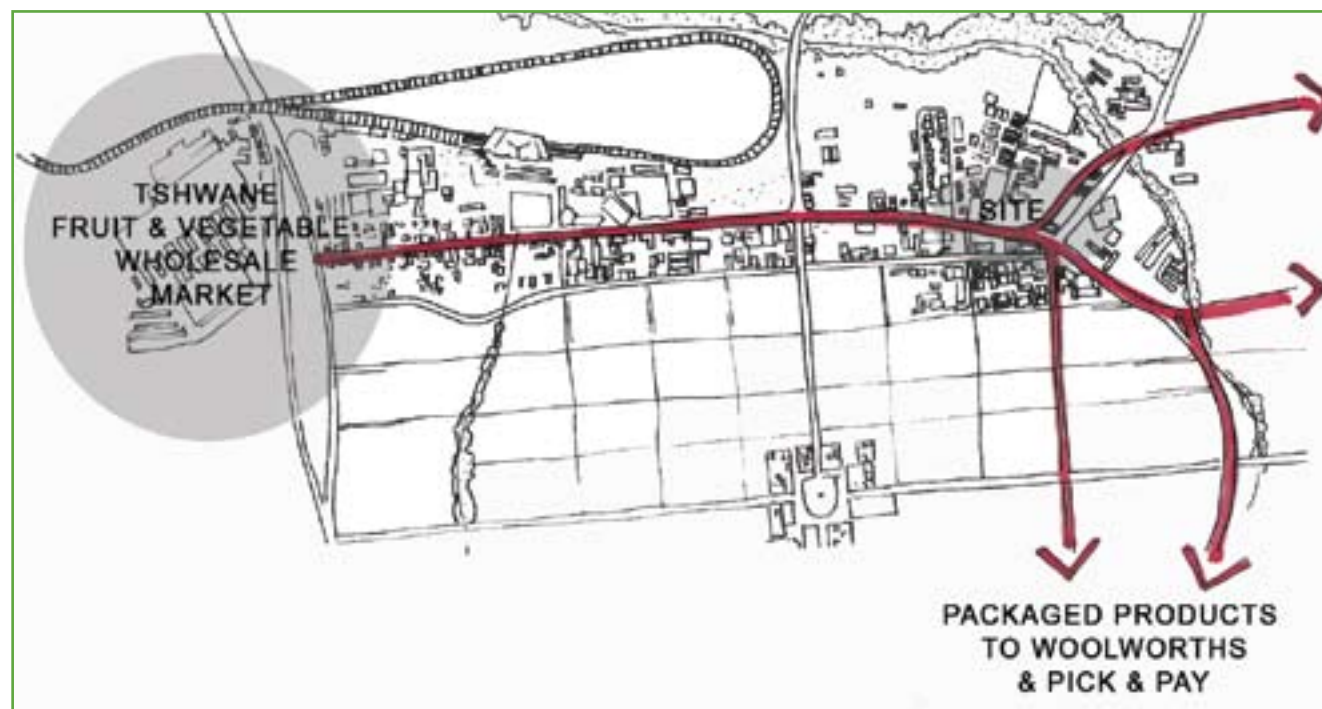 TSHWANE
FRUIT & VEGETABLE
WHOLESALE
MARKET
SITE
PACKAGED PRODUCTS
TO WOOLWORTHS
& PICK & PAY